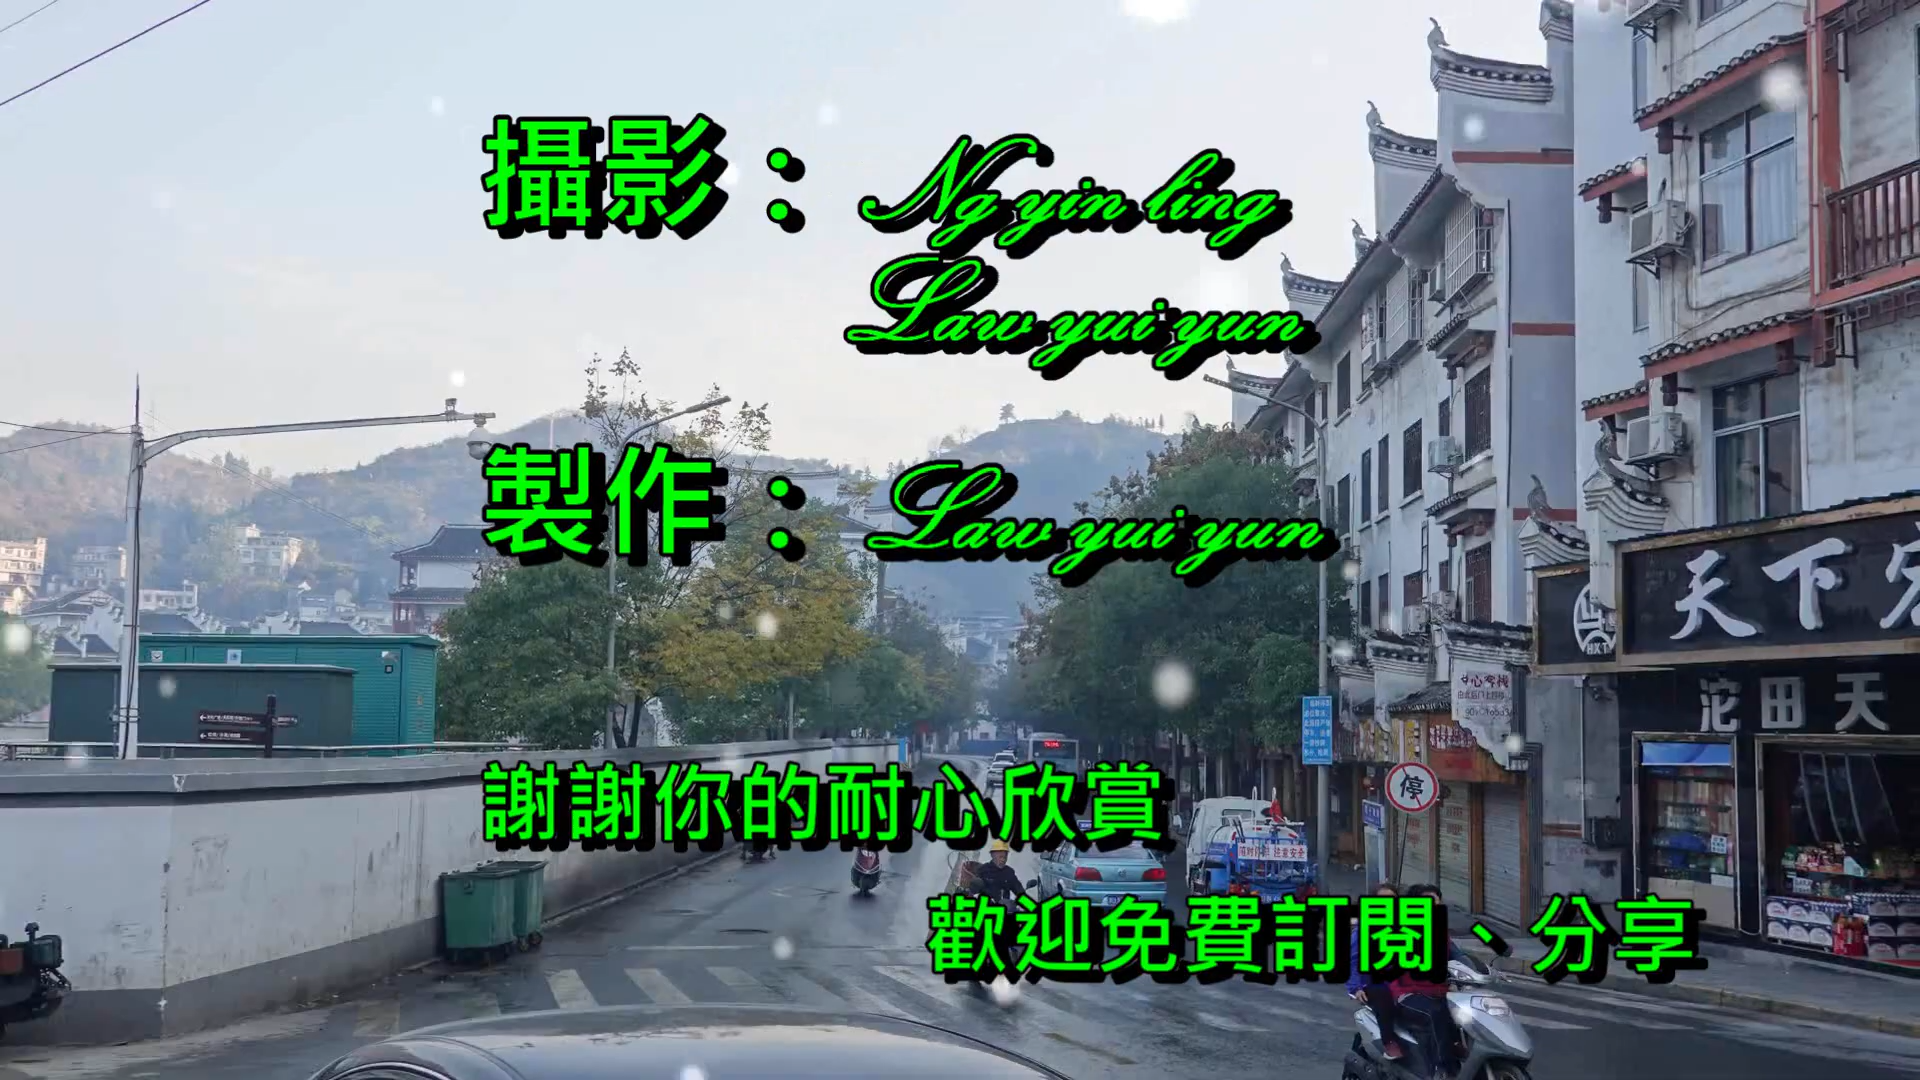 攝影：Ng yin ling
Law yui yun
製作：Law yui yun
謝謝你的耐心欣賞
歡迎免費訂閱、分享
天下
HXT
沱田天
停